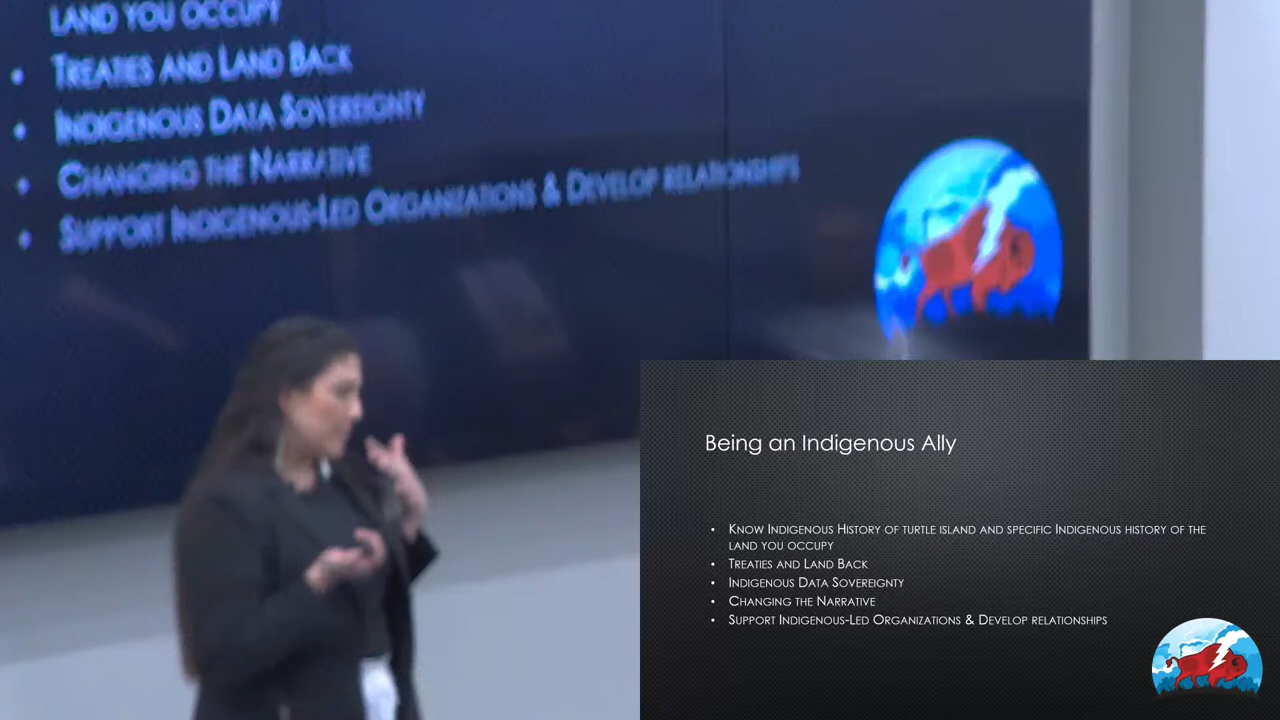 LAND YOU OCCUPY
• TREATIES AND LAND BACK
• INDIGENOUS DATA SOVEREIGNTY
• CHANGING THE NARRATIVE
• SUPPORT INDIGENOUS-LED ORGANIZATIONS & DEVELOP RELATIONSHIPS
Being an Indigenous Ally
• KNOW INDIGENOUS HISTORY OF TURTLE ISLAND AND SPECIFIC INDIGENOUS HISTORY OF THE
LAND YOU OCCUPY
• TREATIES AND LAND BACK
• INDIGENOUS DATA SOVEREIGNTY
• CHANGING THE NARRATIVE
• SUPPORT INDIGENOUS-LED ORGANIZATIONS & DEVELOP RELATIONSHIPS